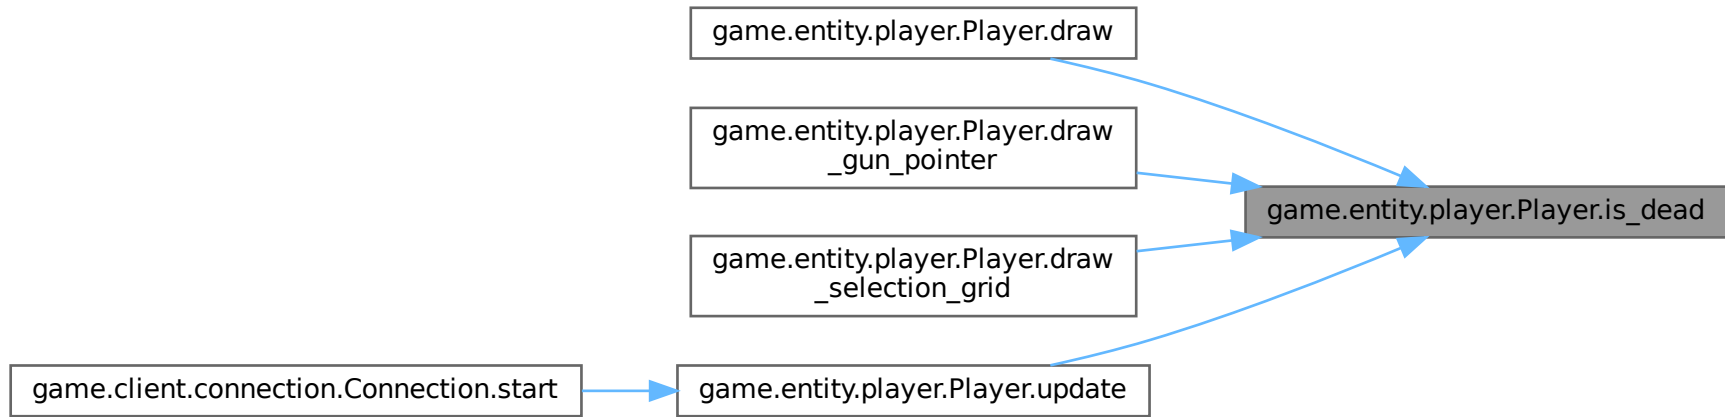 game.entity.player.Player.draw
game.entity.player.Player.draw
_gun_pointer
game.entity.player.Player.is_dead
game.entity.player.Player.draw
_selection_grid
game.client.connection.Connection.start
game.entity.player.Player.update